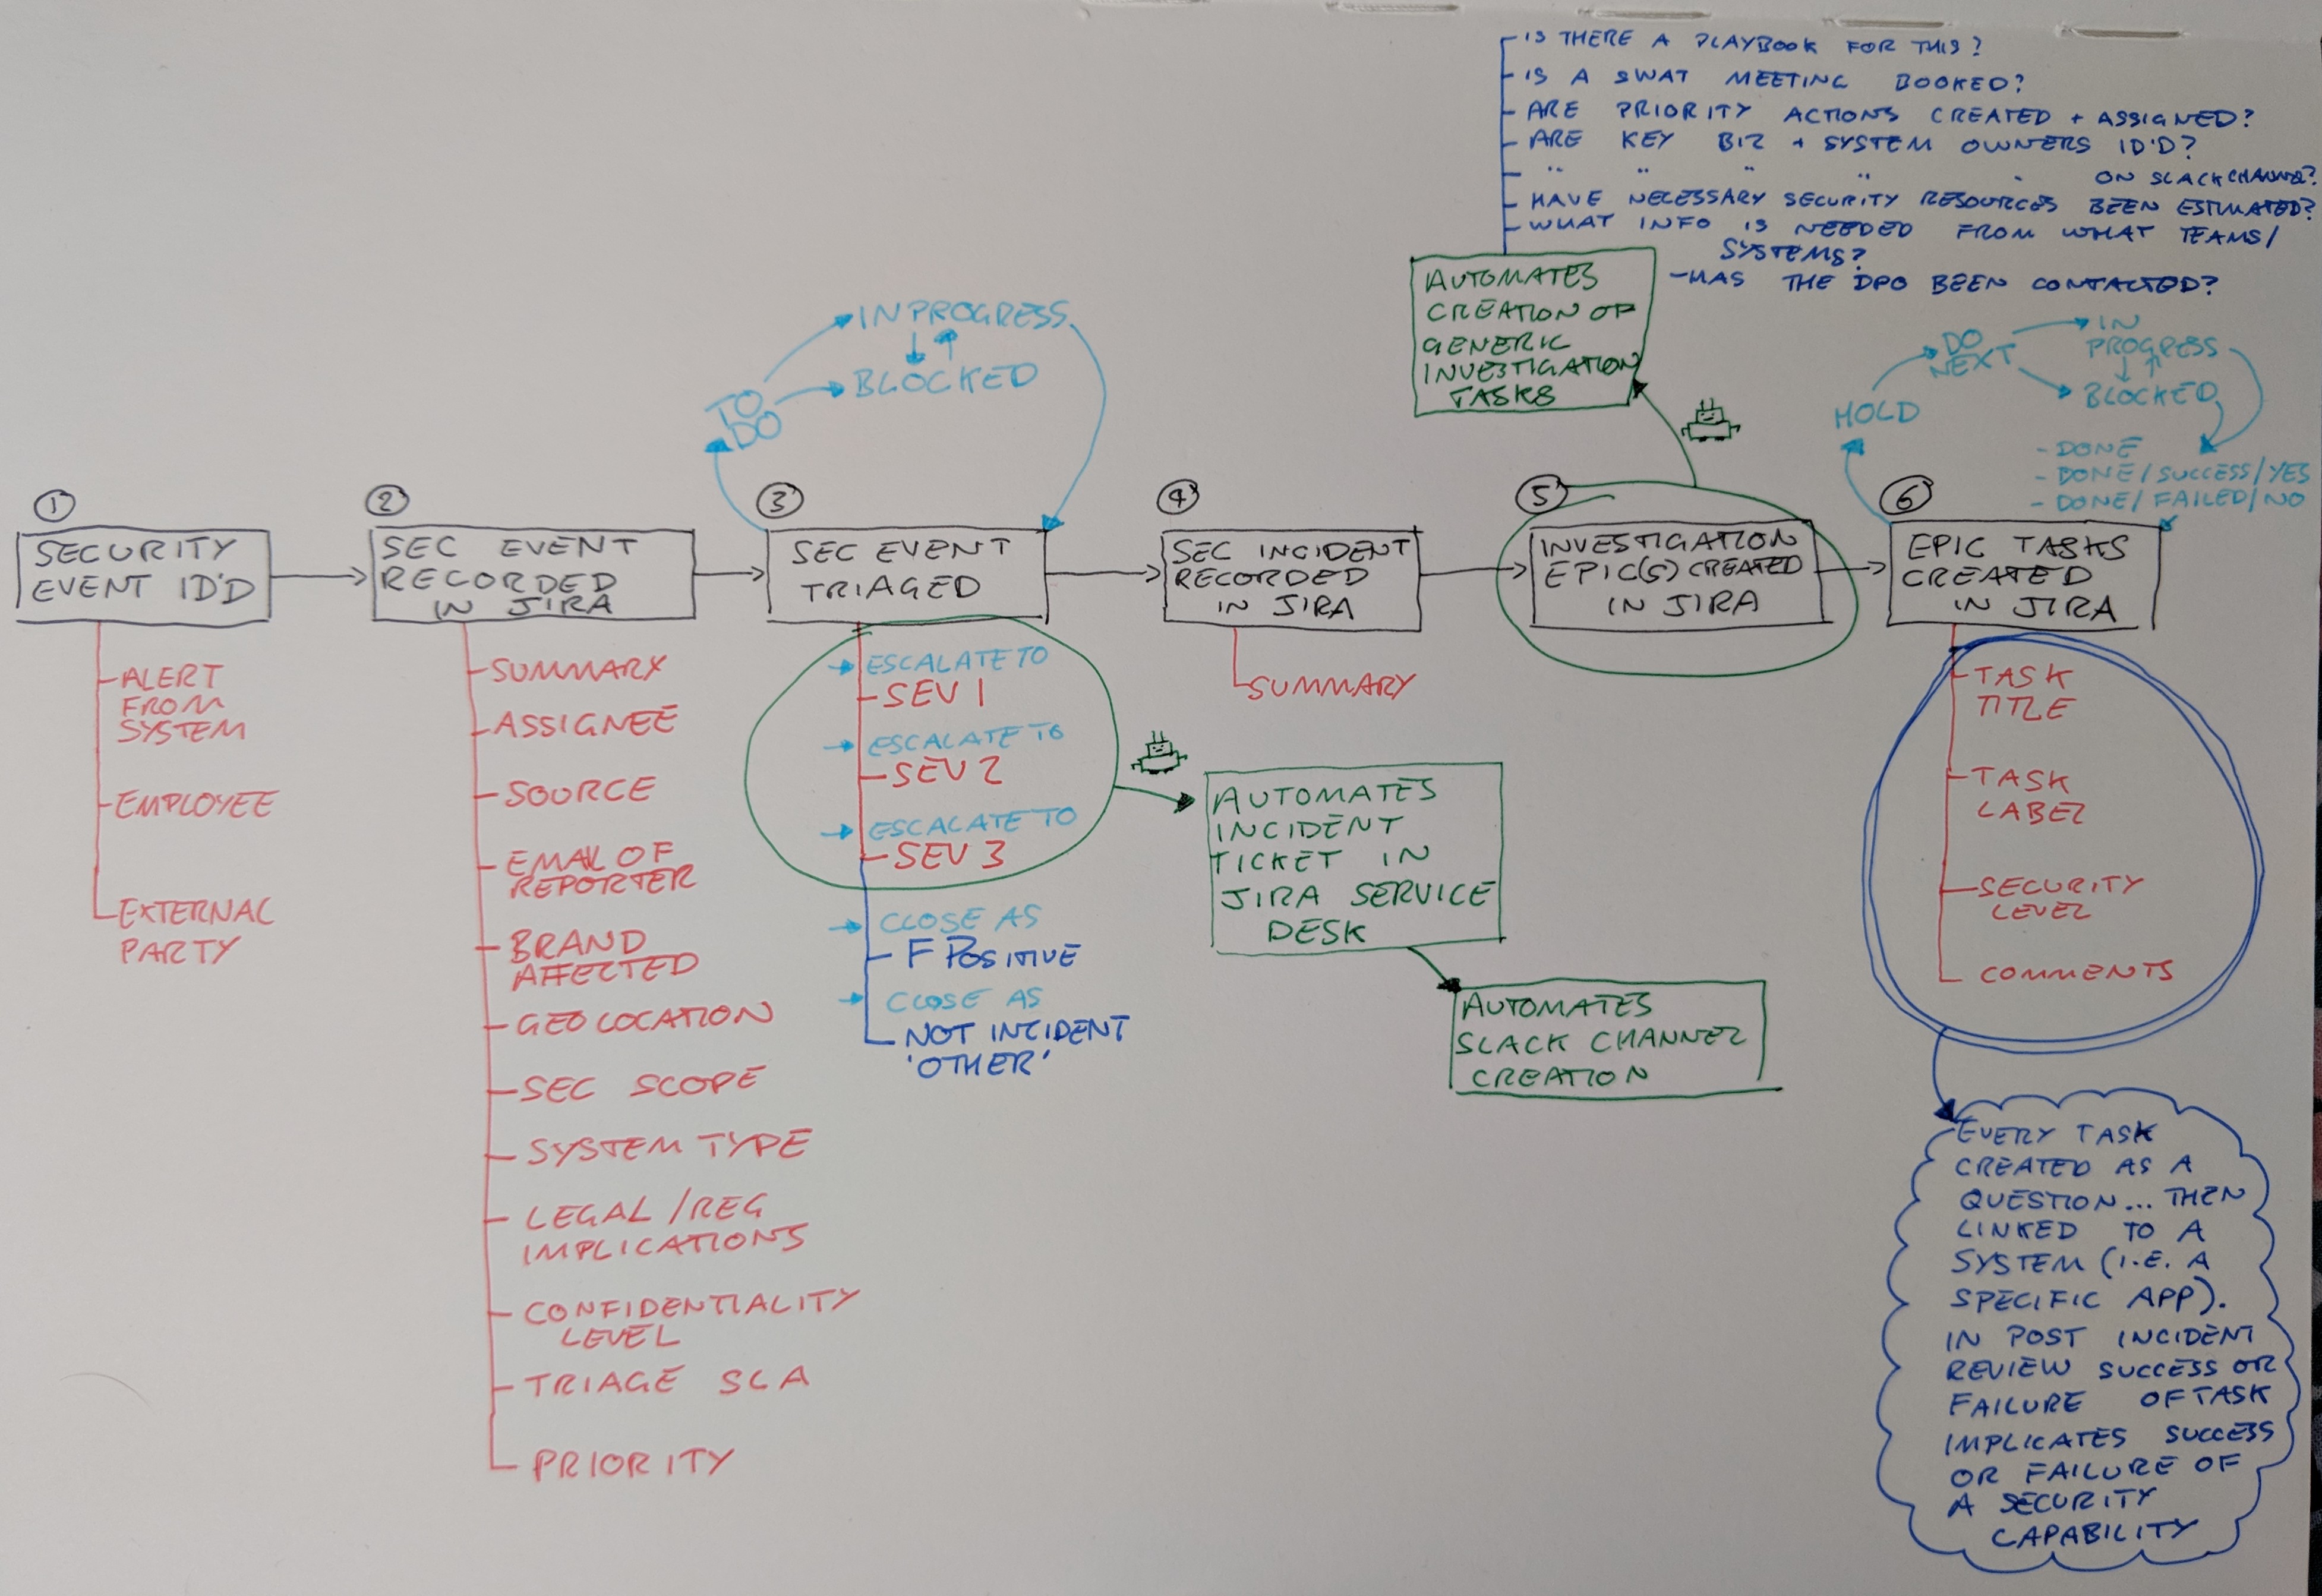 - IS THERE A PLAYBOOK FOR THIS?
- IS A SWAT MEETING BOOKED?
- ARE PRIORITY ACTIONS CREATED + ASSIGNED?
- ARE KEY BIZ + SYSTEM OWNERS ID'D?
" " " " " ON SLACK CHANNEL?
- HAVE NECESSARY SECURITY RESOURCES BEEN ESTIMATED?
- WHAT INFO IS NEEDED FROM WHAT TEAMS/
SYSTEMS?
- HAS THE DPO BEEN CONTACTED?
AUTOMATES
CREATION OF
GENERIC
INVESTIGATION
TASKS
IN PROGRESS
BLOCKED
TO
DO
HOLD
DO
NEXT
IN
PROGRESS
BLOCKED
- DONE
- DONE/SUCCESS/YES
- DONE/FAILED/NO
1
SECURITY
EVENT ID'D
ALERT
FROM
SYSTEM
EMPLOYEE
EXTERNAL
PARTY
2
SEC EVENT
RECORDED
IN JIRA
SUMMARY
ASSIGNEE
SOURCE
EMAIL OF
REPORTER
BRAND
AFFECTED
GEO LOCATION
SEC SCOPE
SYSTEM TYPE
LEGAL/REG
IMPLICATIONS
CONFIDENTIALITY
LEVEL
TRIAGE SLA
PRIORITY
3
SEC EVENT
TRIAGED
ESCALATE TO
SEV 1
ESCALATE TO
SEV 2
ESCALATE TO
SEV 3
CLOSE AS
F POSITIVE
CLOSE AS
NOT INCIDENT
'OTHER'
AUTOMATES
INCIDENT
TICKET IN
JIRA SERVICE
DESK
AUTOMATES
SLACK CHANNEL
CREATION
4
SEC INCIDENT
RECORDED
IN JIRA
SUMMARY
5
INVESTIGATION
EPIC(S) CREATED
IN JIRA
6
EPIC TASKS
CREATED
IN JIRA
TASK
TITLE
TASK
LABEL
SECURITY
LEVEL
COMMENTS
EVERY TASK
CREATED AS A
QUESTION... THEN
LINKED TO A
SYSTEM (I.E. A
SPECIFIC APP).
IN POST INCIDENT
REVIEW SUCCESS OR
FAILURE OF TASK
IMPLICATES SUCCESS
OR FAILURE OF
A SECURITY
CAPABILITY